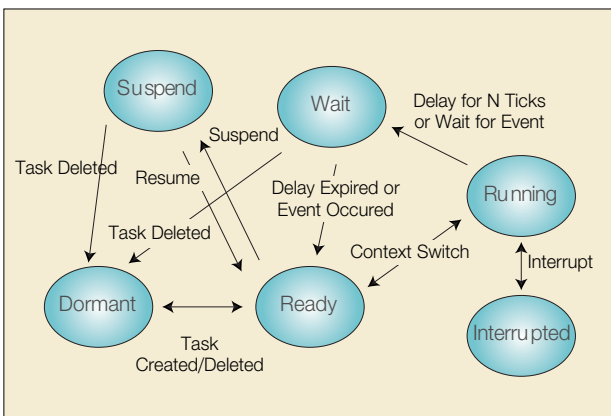 Suspend
Wait
Delay for N Ticks
or Wait for Event
Suspend
Task Deleted
Resume
Delay Expired or
Event Occured
Running
Task Deleted
Context Switch
Interrupt
Dormant
Ready
Interrupted
Task
Created/Deleted